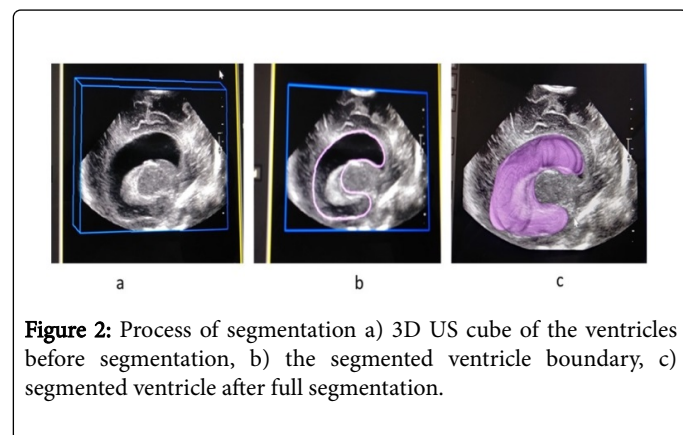 a b c
Figure 2: Process of segmentation a) 3D US cube of the ventricles
before segmentation, b) the segmented ventricle boundary, c)
segmented ventricle after full segmentation.